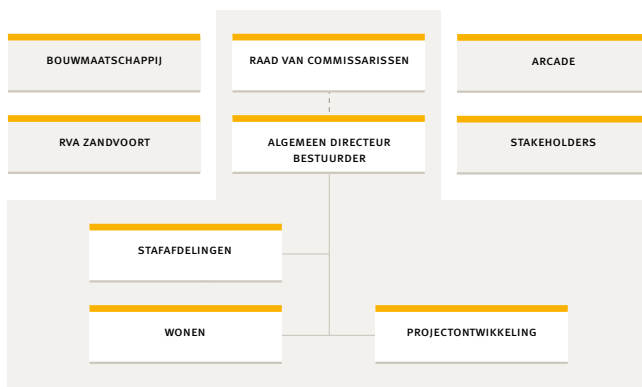 BOUWMAATSCHAPPIJ
RAAD VAN COMMISSARISSEN
ARCADE
RVA ZANDVOORT
ALGEMEEN DIRECTEUR
BESTUURDER
STAKEHOLDERS
STAFAFDELINGEN
WONEN
PROJECTONTWIKKELING